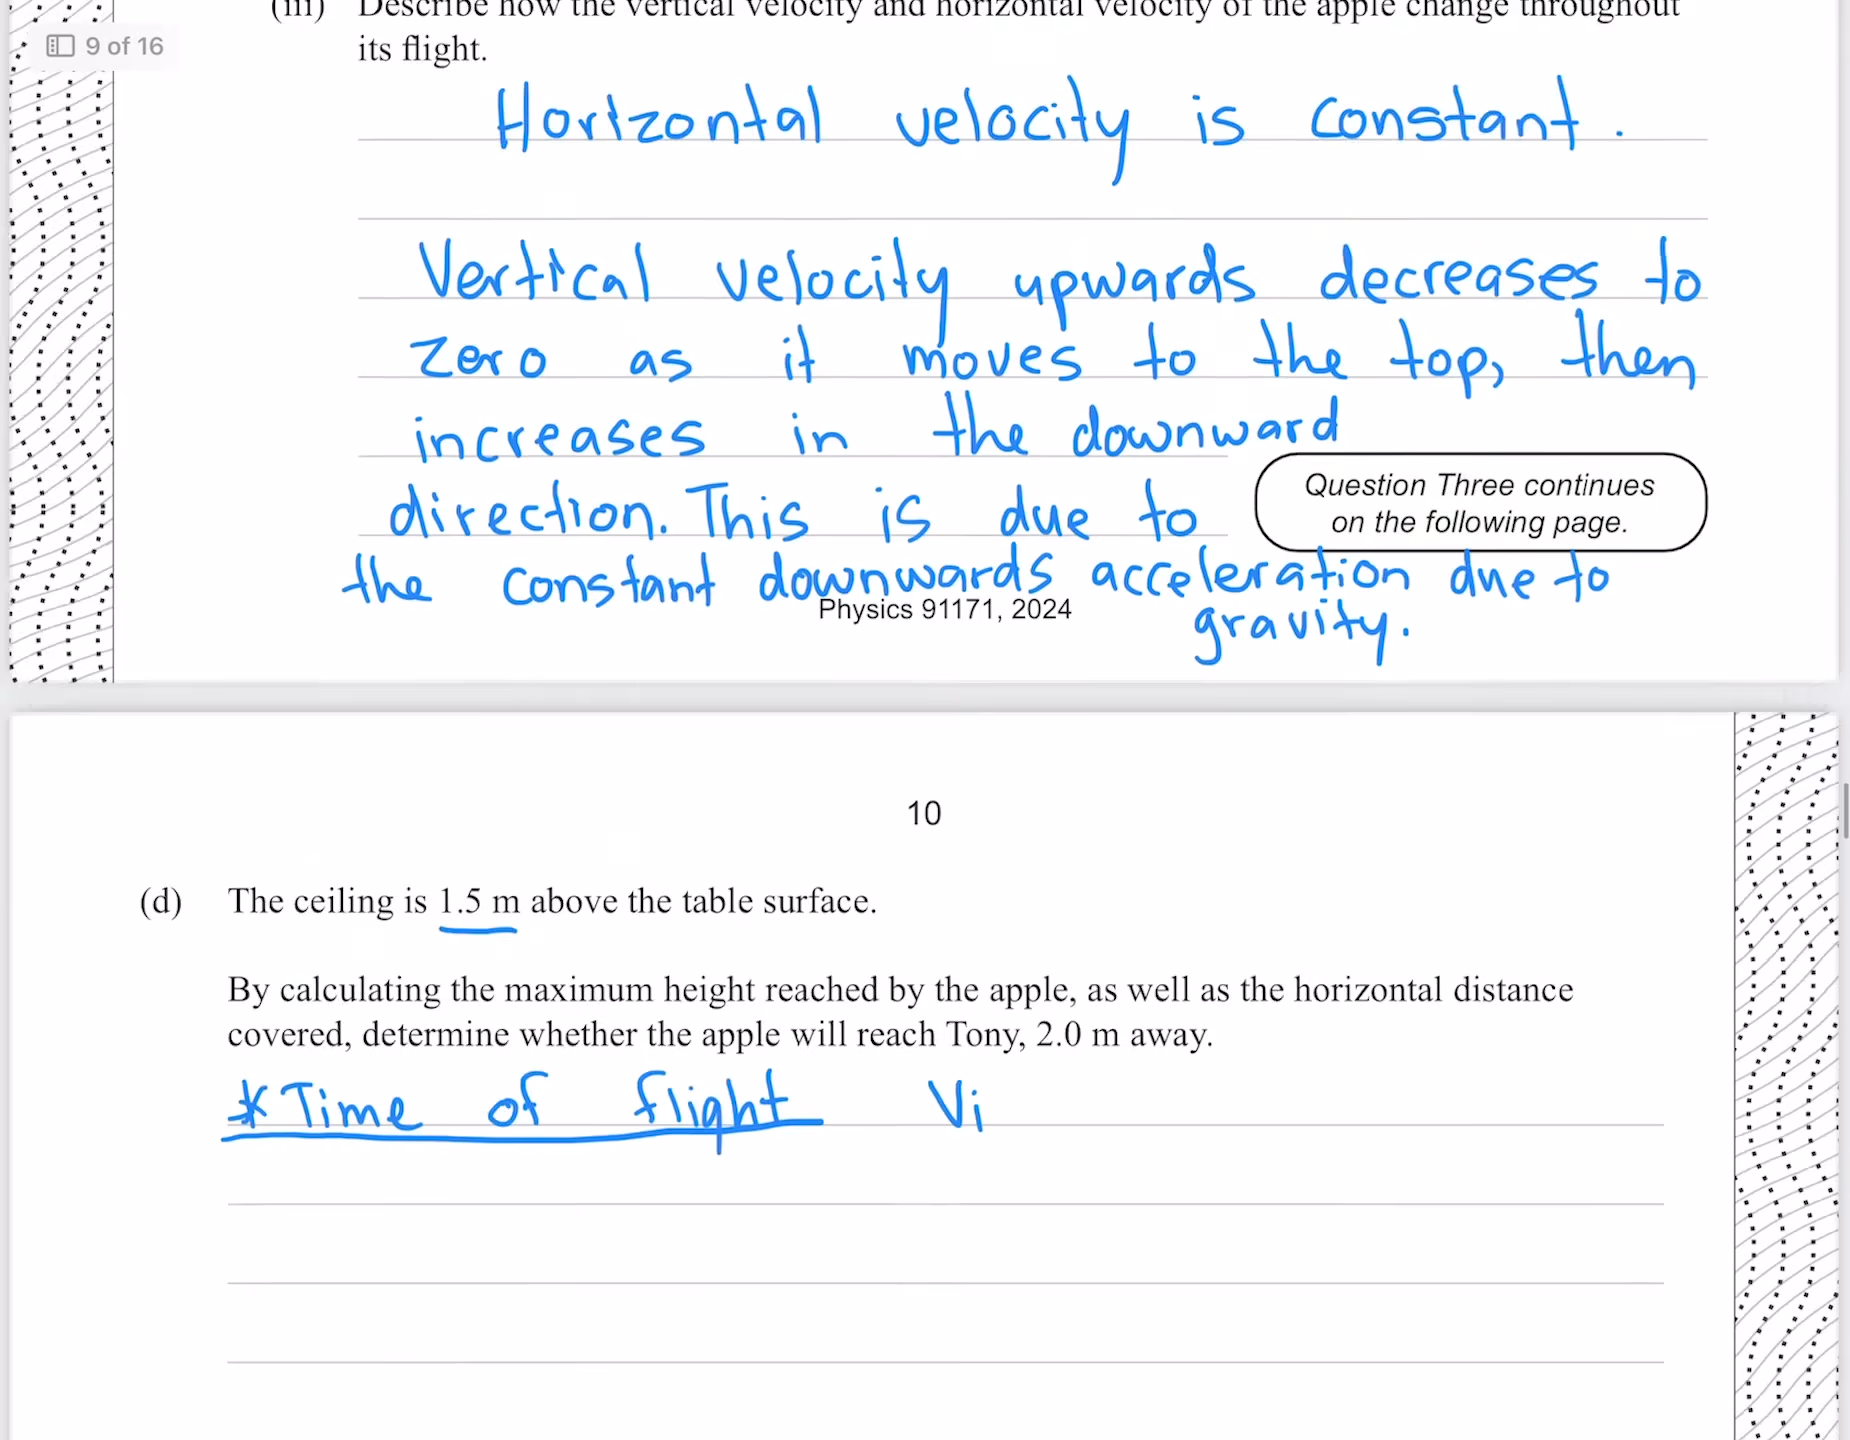 (iii) Describe how the vertical velocity and horizontal velocity of the apple change throughout
9 of 16
its flight.
Horizontal velocity is constant.
Vertical velocity upwards decreases to
zero as it moves to the top, then
increases in the downward
direction. This is due to
Question Three continues
on the following page.
the constant downwards acceleration due to
gravity.
Physics 91171, 2024
10
(d) The ceiling is 1.5 m above the table surface.
By calculating the maximum height reached by the apple, as well as the horizontal distance
covered, determine whether the apple will reach Tony, 2.0 m away.
* Time of flight Vi